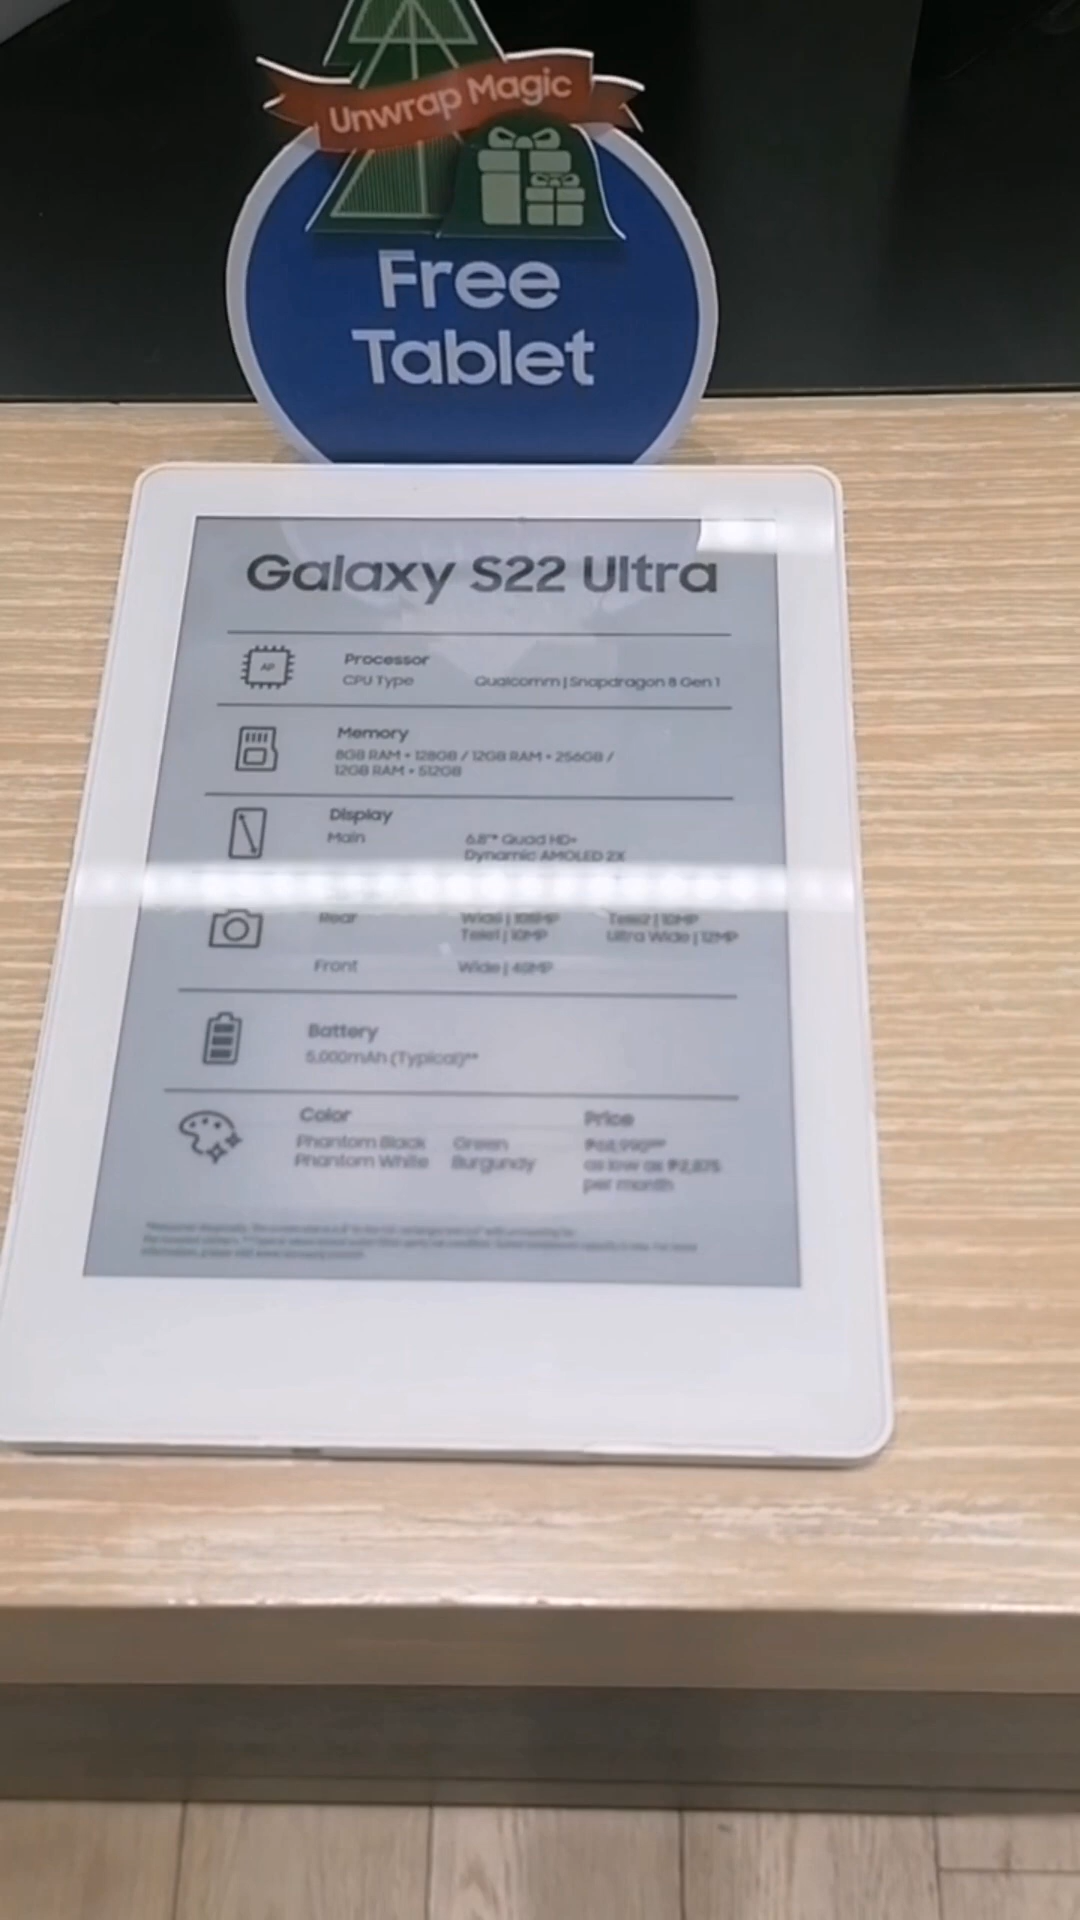 Unwrap Magic
Free
Tablet
Galaxy S22 Ultra
AP
Processor
CPU Type Qualcomm | Snapdragon 8 Gen 1
Memory
8GB RAM + 128GB / 12GB RAM + 256GB /
12GB RAM + 512GB
Display
Main 6.8"* Quad HD+
Dynamic AMOLED 2X
Rear Wide | 108MP Tele2 | 10MP
Tele1 | 10MP Ultra Wide | 12MP
Front Wide | 40MP
Battery
5,000mAh (Typical)**
Color Price
Phantom Black Green
Phantom White Burgundy as low as ₱2,875
per month